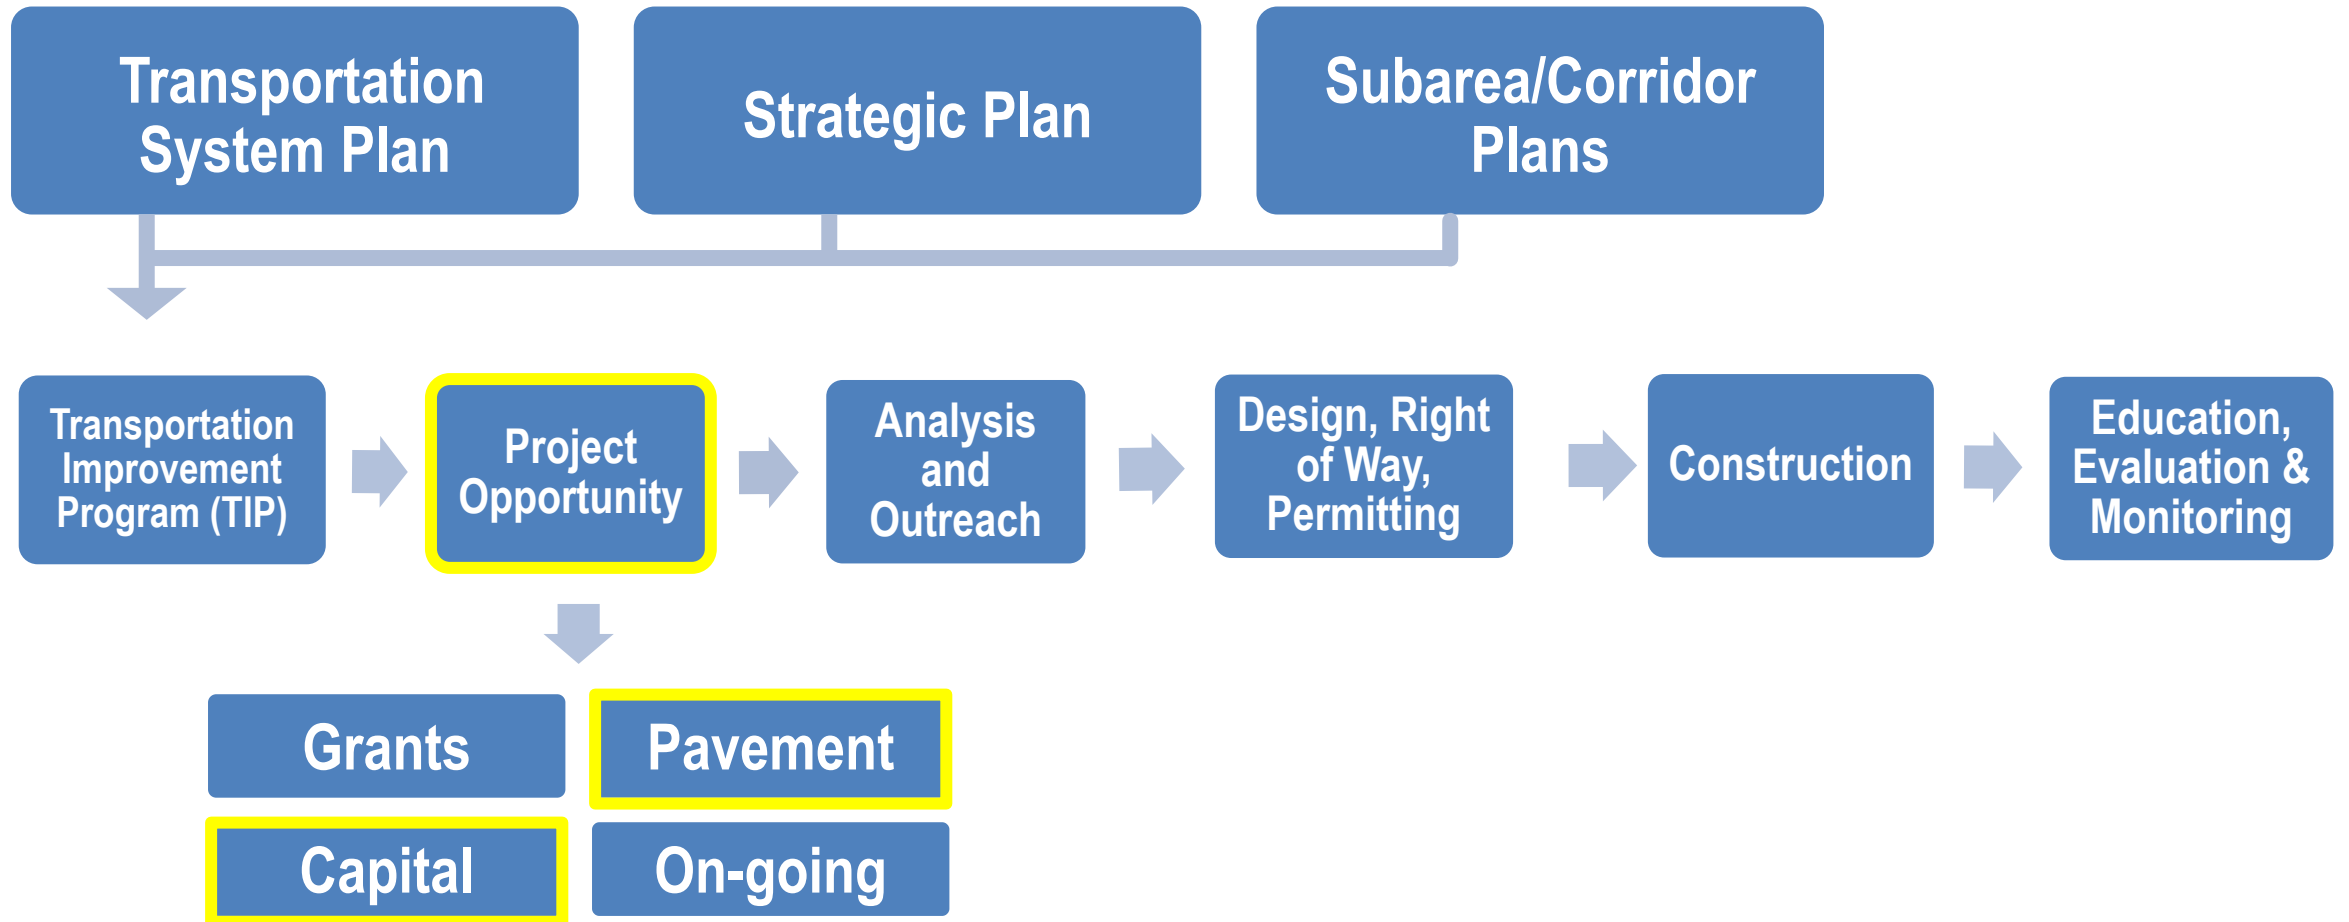 Transportation
System Plan
Strategic Plan
Subarea/Corridor
Plans
Transportation
Improvement
Program (TIP)
Project
Opportunity
Analysis
and
Outreach
Design, Right
of Way,
Permitting
Construction
Education,
Evaluation &
Monitoring
Grants
Pavement
Capital
On-going